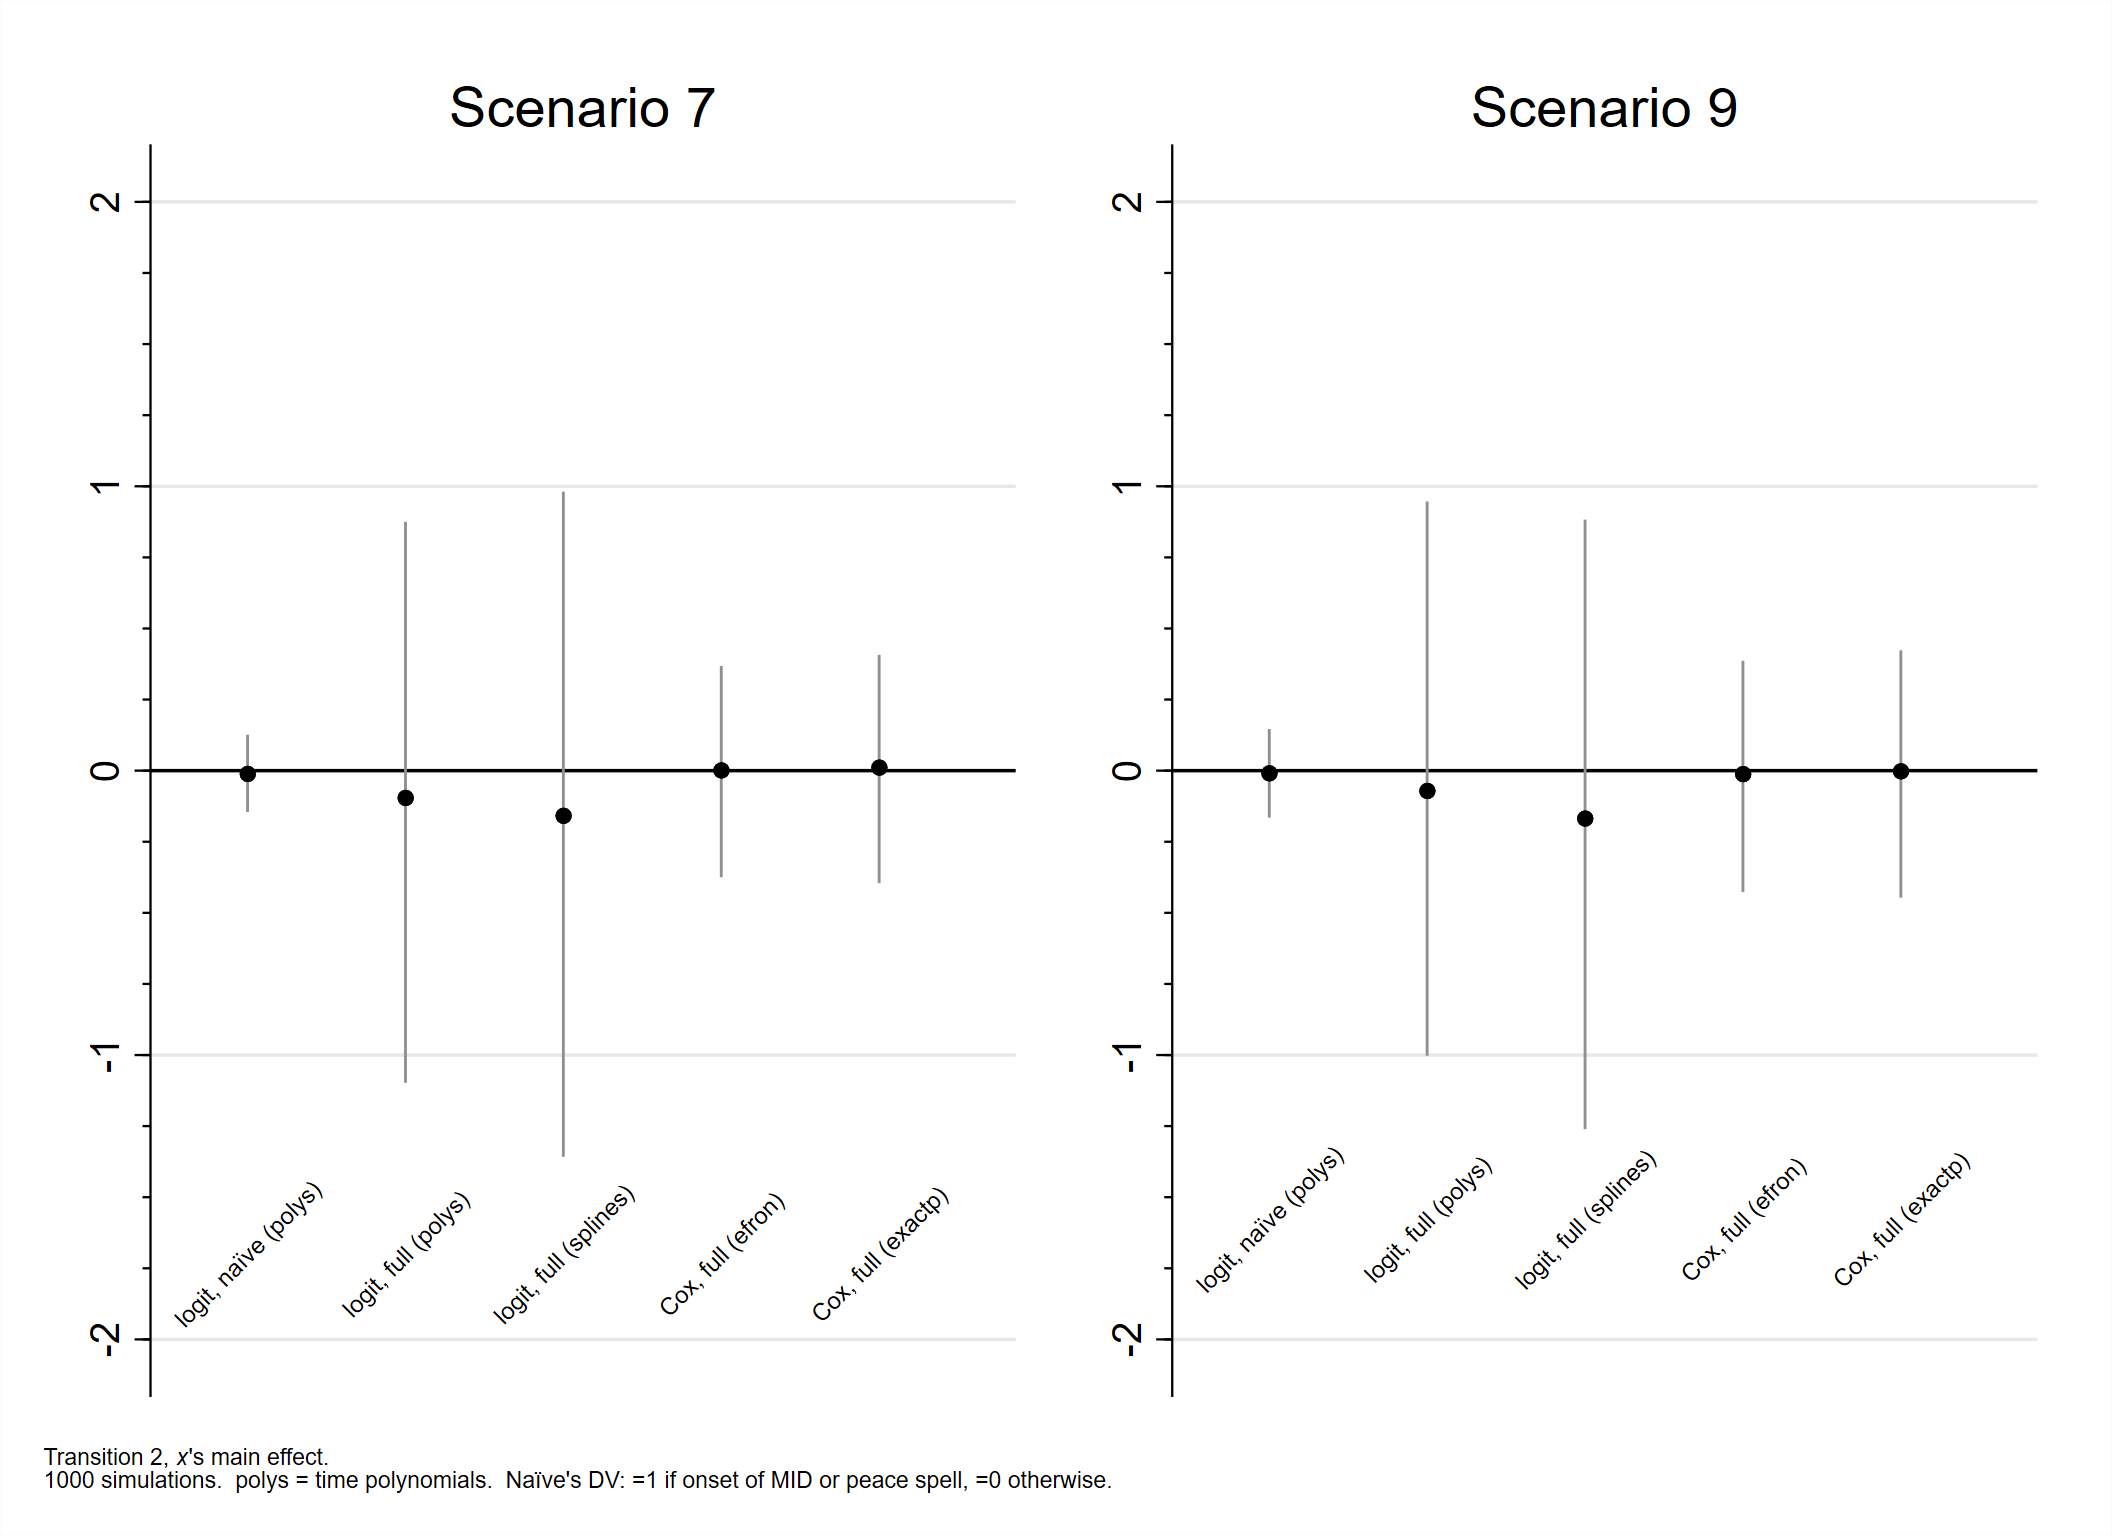 Scenario 7
2
1
0
-1
-2
logit, naïve (polys)
logit, full (polys)
logit, full (splines)
Cox, full (efron)
Cox, full (exactp)
Scenario 9
2
1
0
-1
-2
logit, naïve (polys)
logit, full (polys)
logit, full (splines)
Cox, full (efron)
Cox, full (exactp)
Transition 2, x's main effect.
1000 simulations.  polys = time polynomials.  Naïve's DV: =1 if onset of MID or peace spell, =0 otherwise.